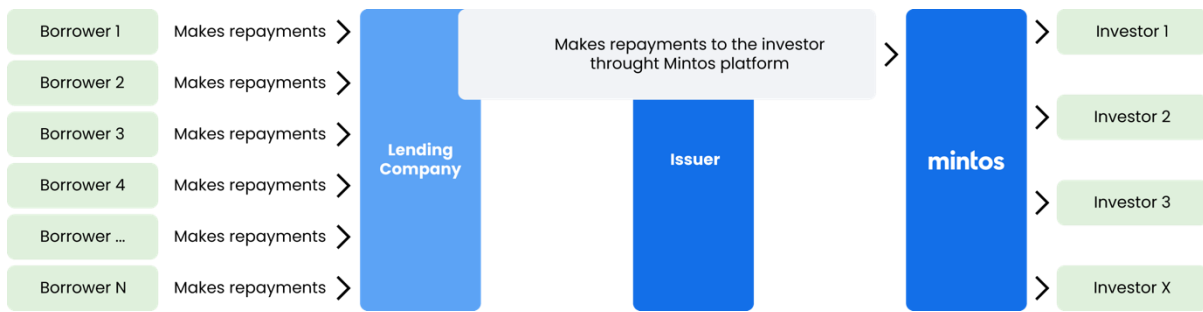 Borrower 1 Makes repayments
Borrower 2 Makes repayments
Borrower 3 Makes repayments
Borrower 4 Makes repayments
Borrower ... Makes repayments
Borrower N Makes repayments
Lending
Company
Makes repayments to the investor
throught Mintos platform
Issuer
mintos
Investor 1
Investor 2
Investor 3
Investor X